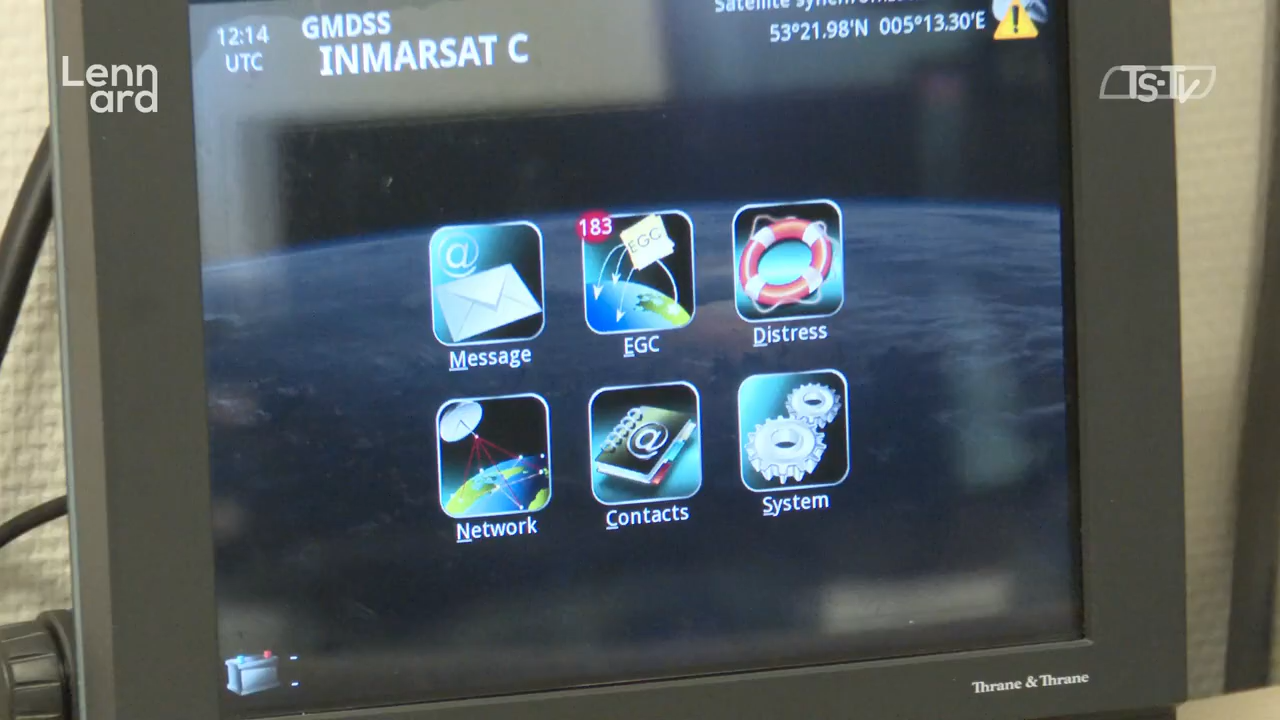 12:14
UTC
GMDSS
INMARSAT C
Satellite
53°21.98'N 005°13.30'E
Lenn
ard
TS-TV
183
EGC
@
Message
EGC
Distress
@
Network
Contacts
System
Thrane & Thrane